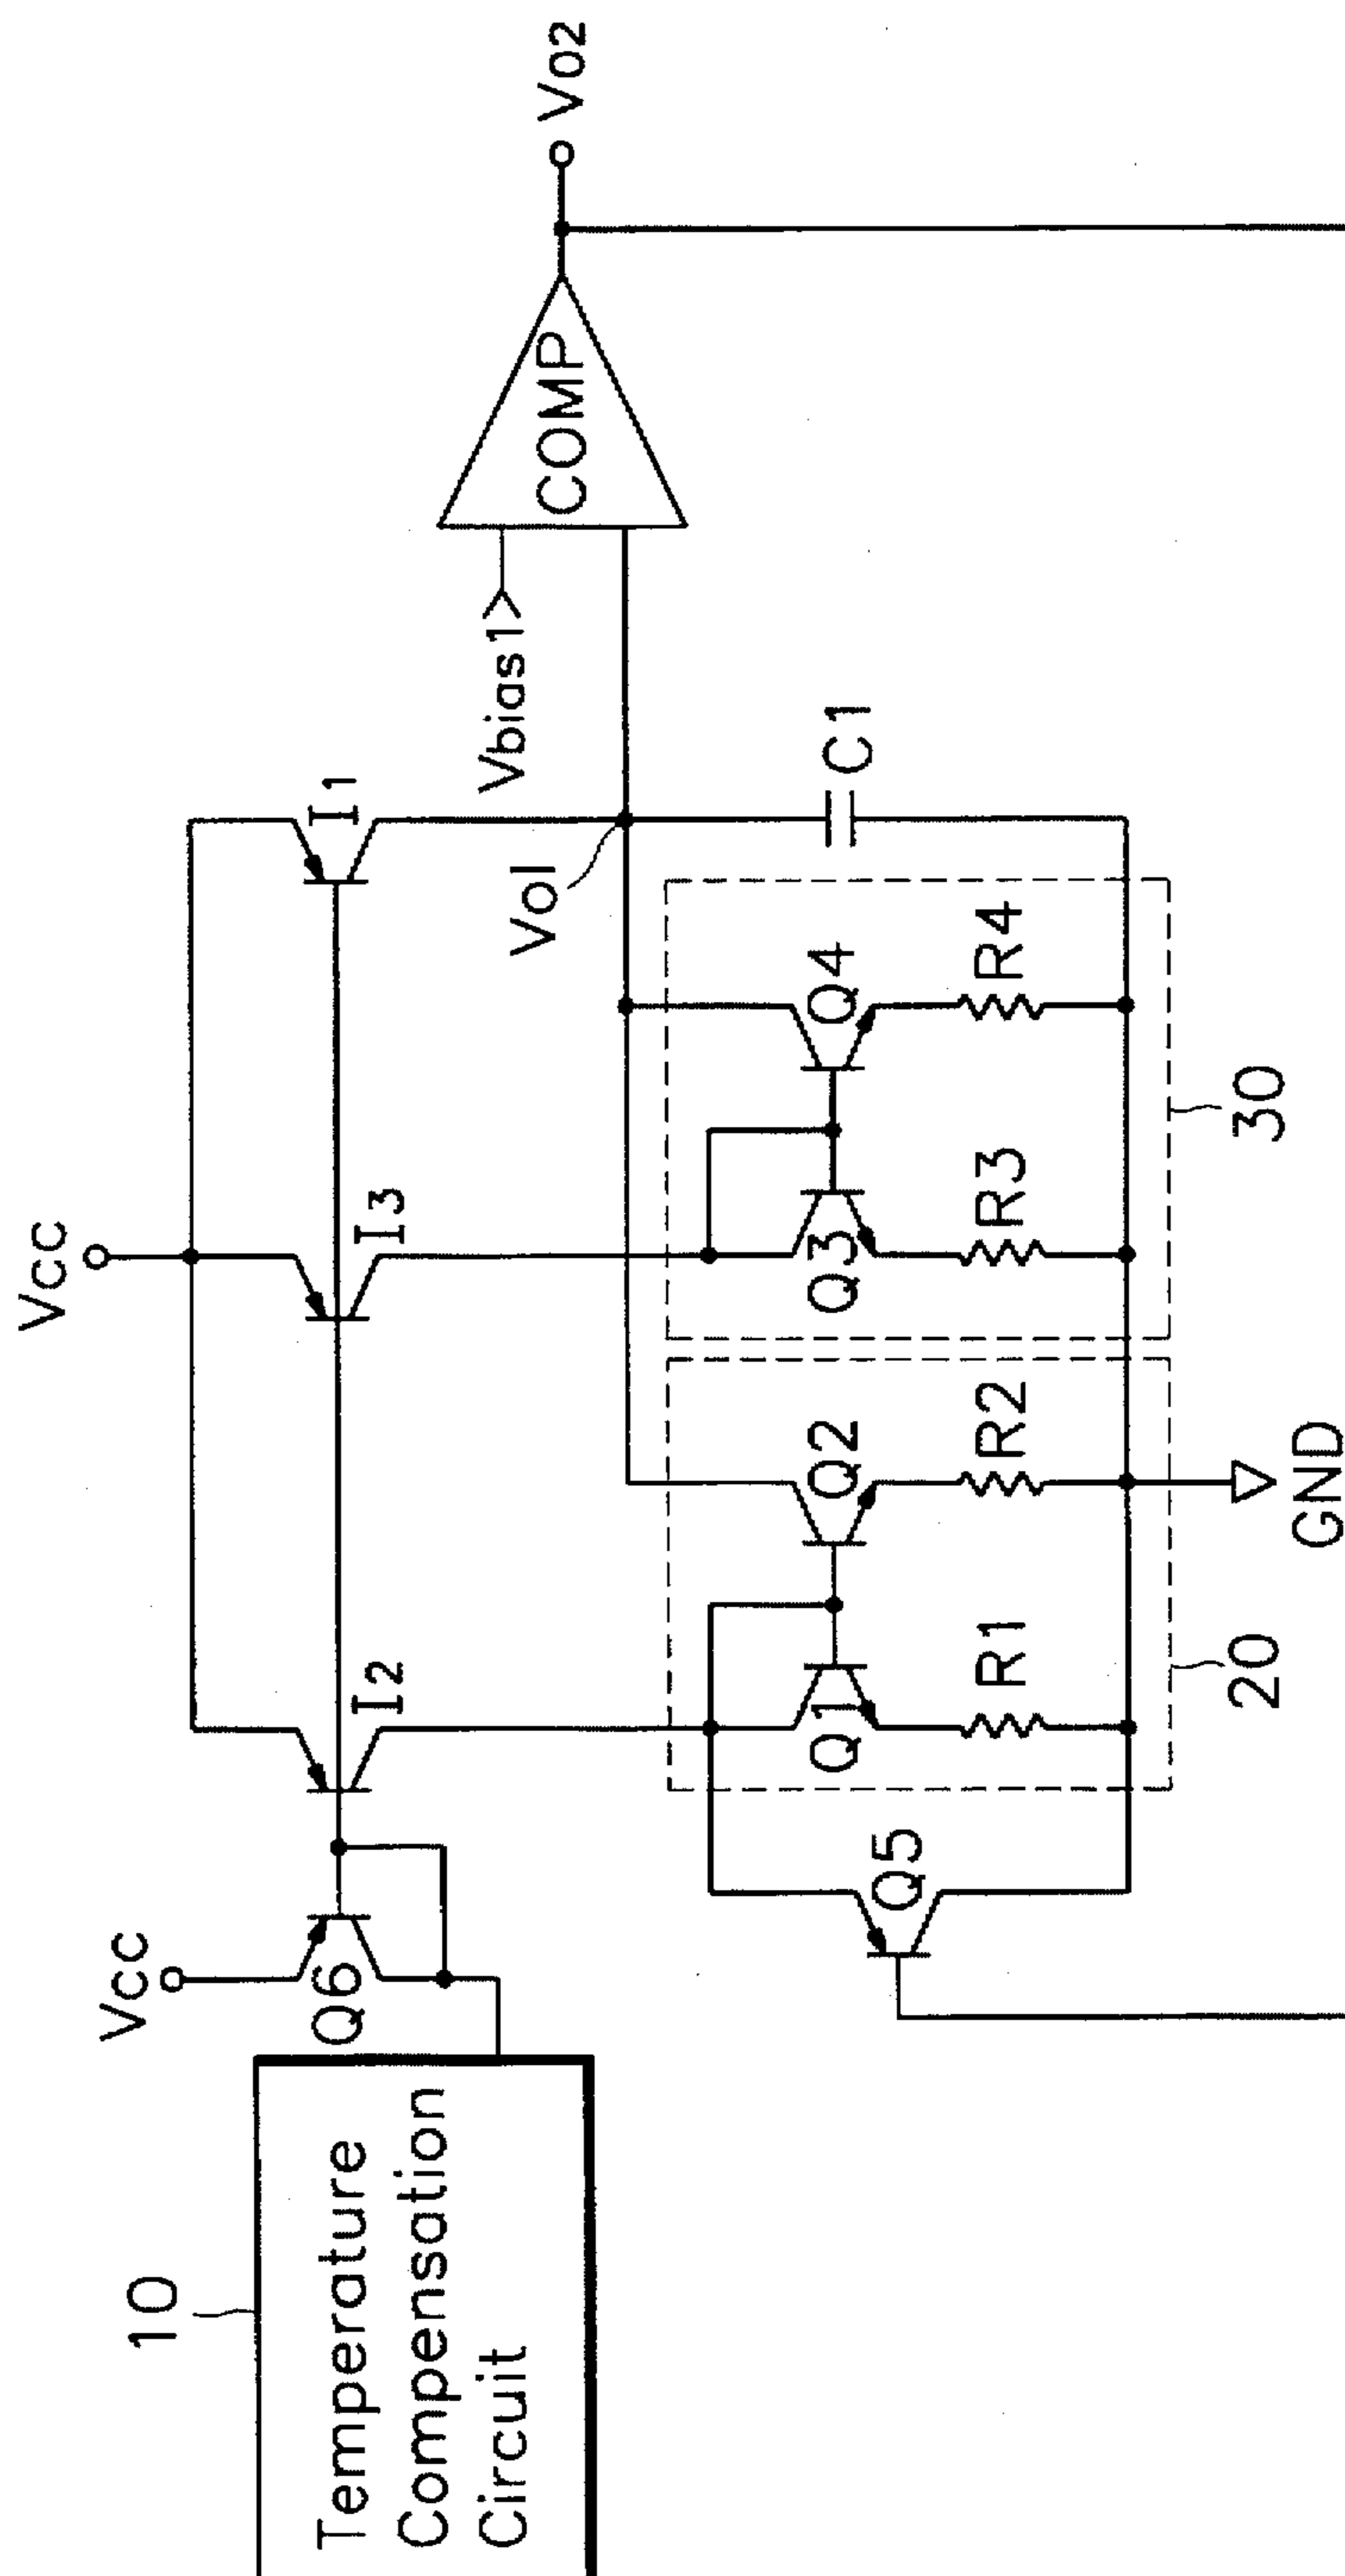 10
Temperature
Compensation
Circuit
Vcc
Q6
Vcc
I2
I3
I1
Vol
Vbias1
COMP
Vo2
Q5
Q1
Q2
Q3
Q4
R1
R2
R3
R4
C1
20
30
GND